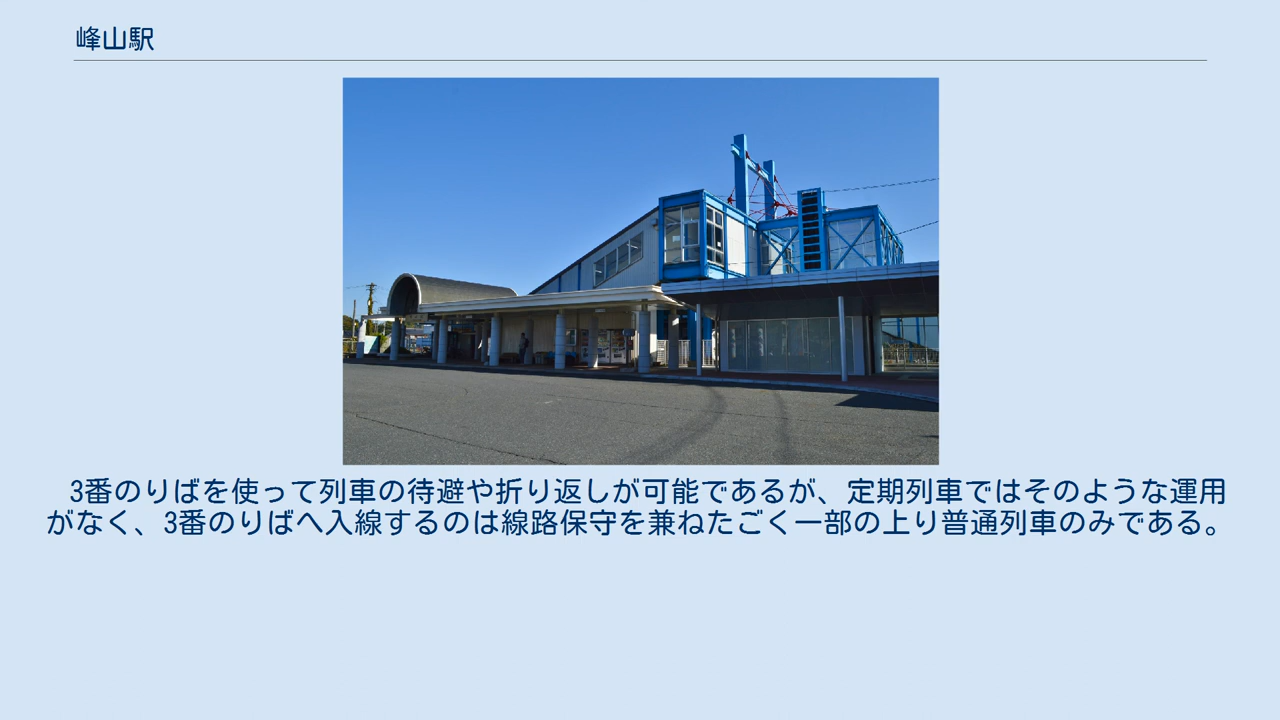 峰山駅
3番のりばを使って列車の待避や折り返しが可能であるが、定期列車ではそのような運用
がなく、3番のりばへ入線するのは線路保守を兼ねたごく一部の上り普通列車のみである。